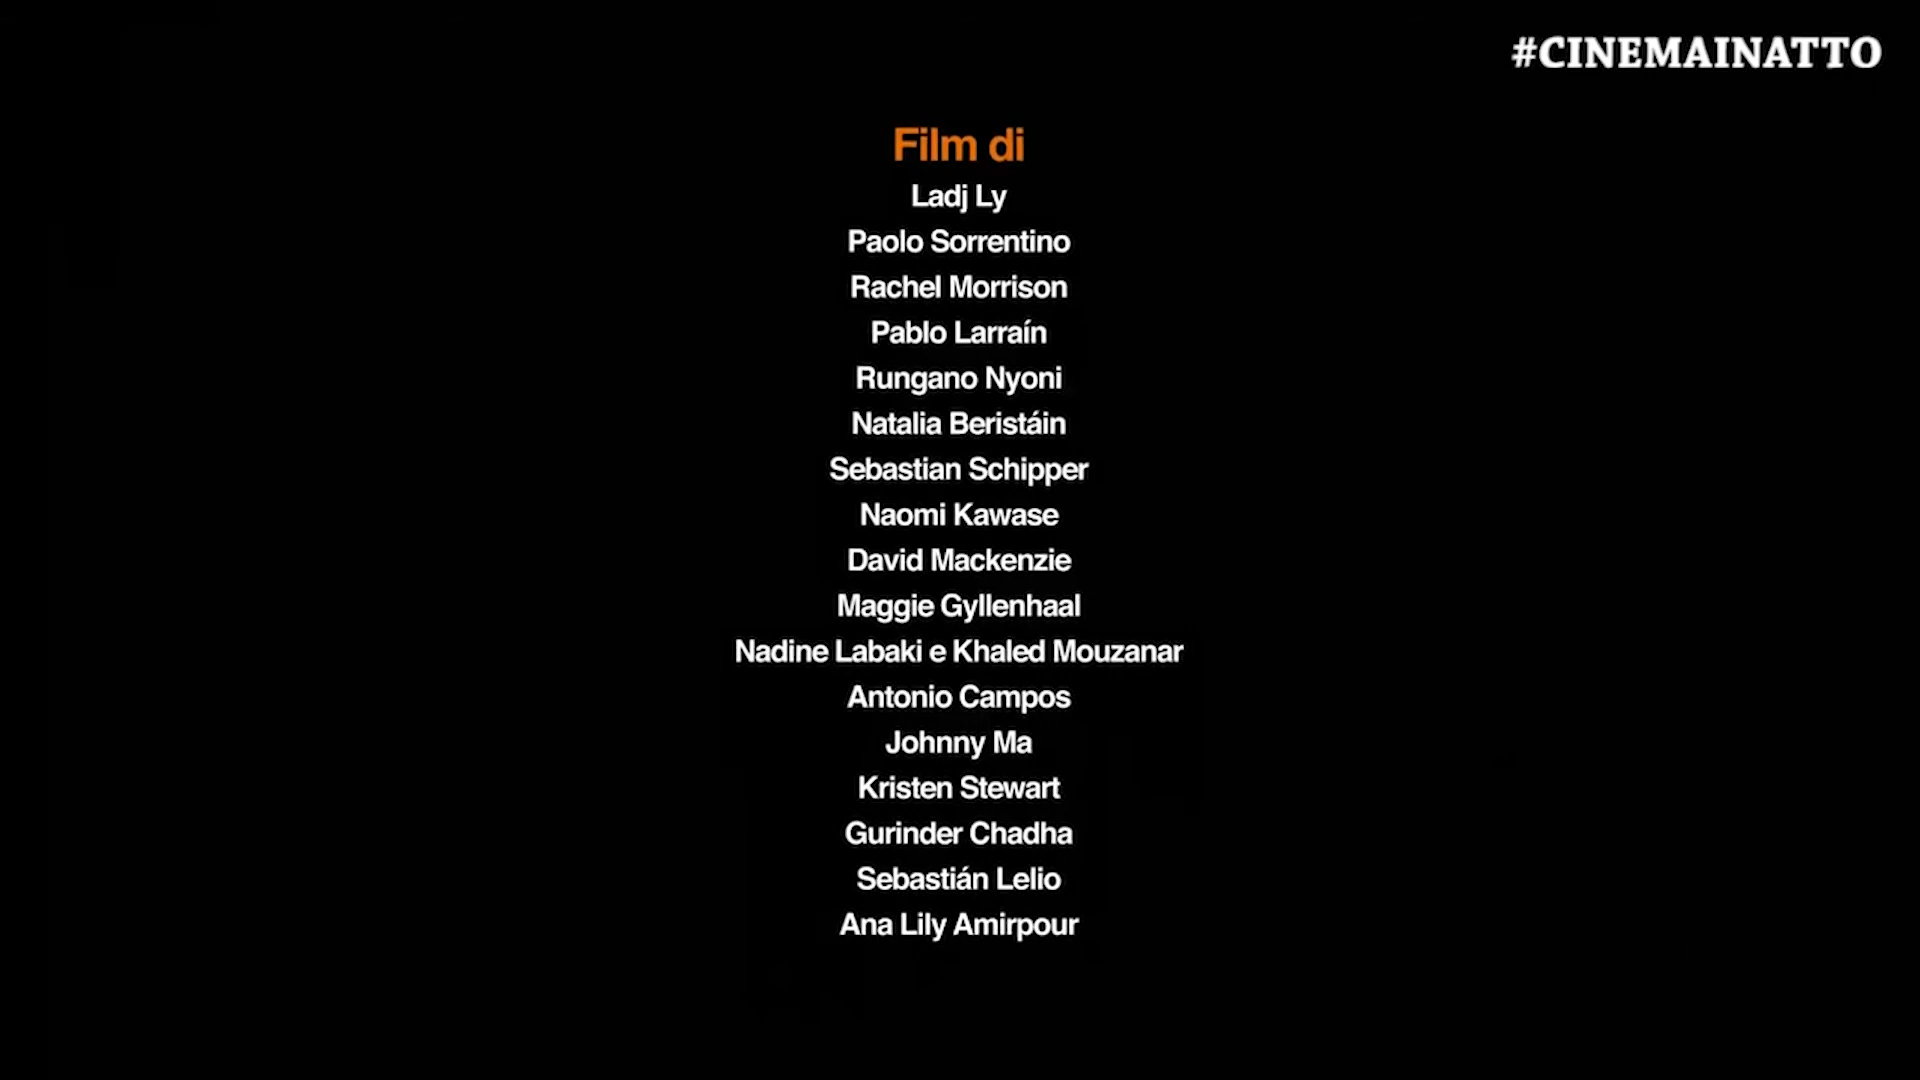 #CINEMAINATTO
Film di
Ladj Ly
Paolo Sorrentino
Rachel Morrison
Pablo Larraín
Rungano Nyoni
Natalia Beristáin
Sebastian Schipper
Naomi Kawase
David Mackenzie
Maggie Gyllenhaal
Nadine Labaki e Khaled Mouzanar
Antonio Campos
Johnny Ma
Kristen Stewart
Gurinder Chadha
Sebastián Lelio
Ana Lily Amirpour